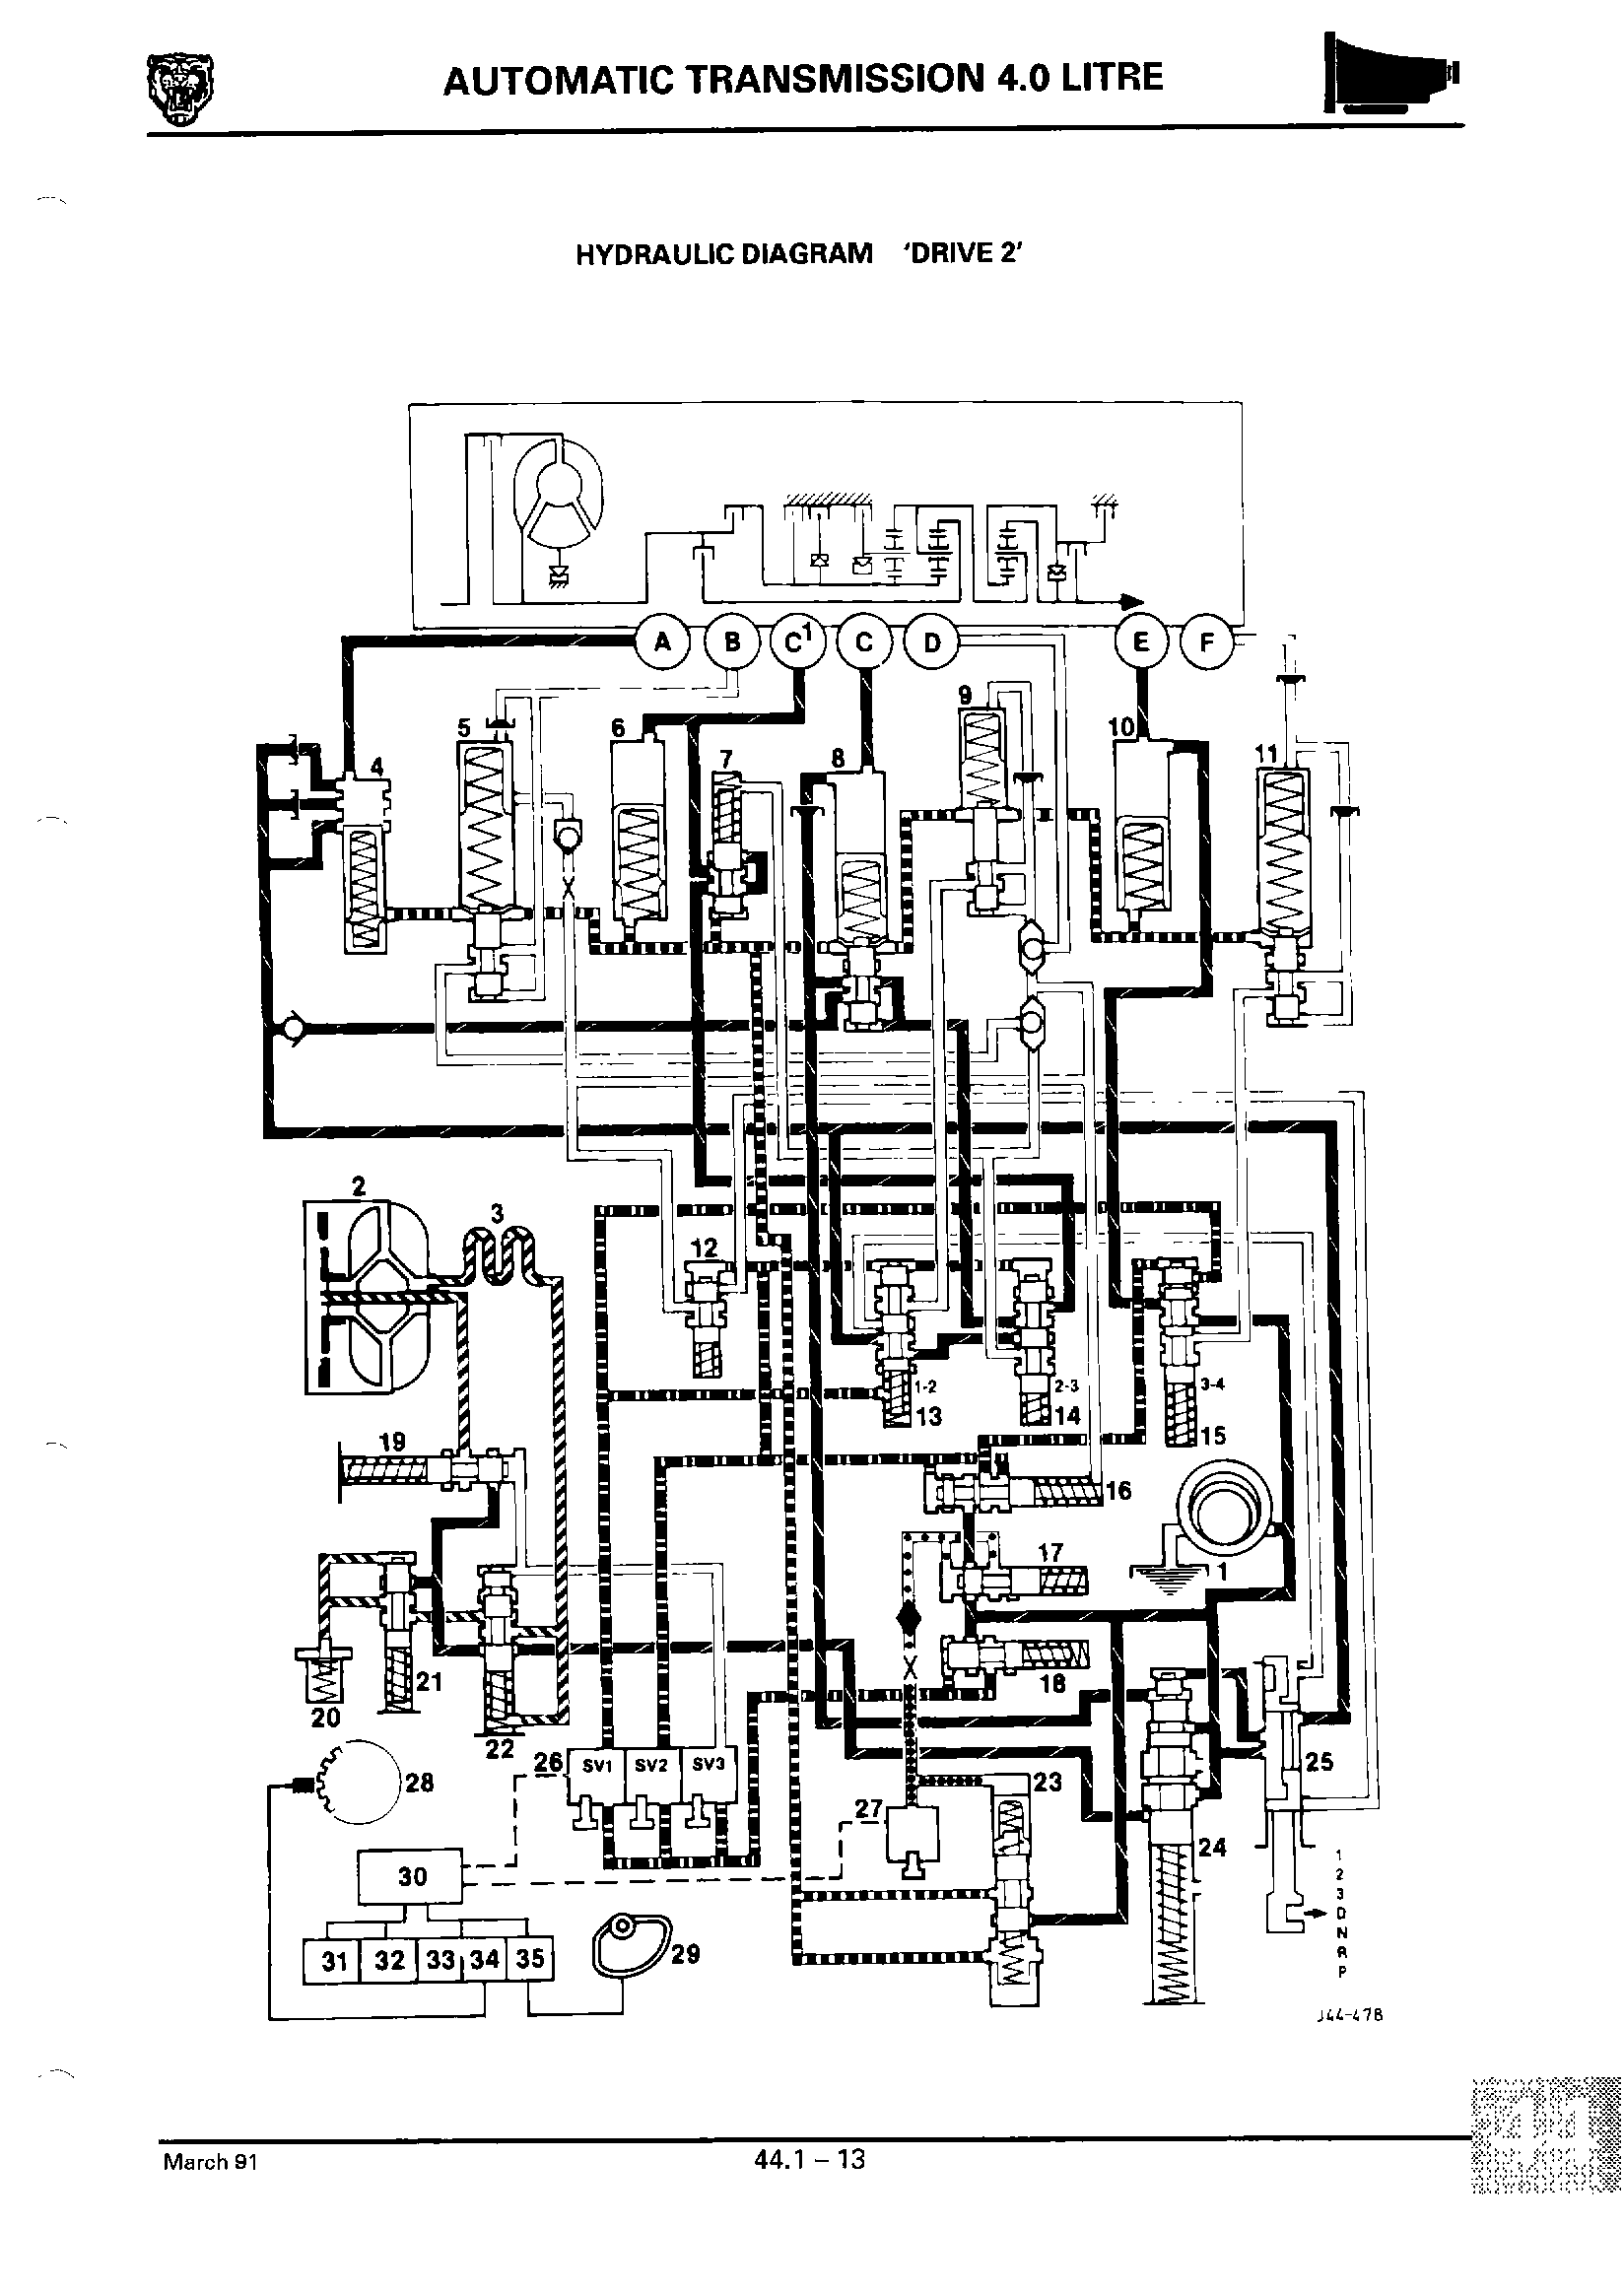 AUTOMATIC TRANSMISSION 4.0 LITRE
HYDRAULIC DIAGRAM 'DRIVE 2'
A B C1 C D E F
9
5 6 10
7 8 11
4
2
3
12
1-2 2-3 3-4
13 14 15
19
16
17
1
18
21
20
22
26 SV1 SV2 SV3
25
28
27
23
24
30
1
2
3
D
N
R
P
31 32 33 34 35
29
J44-478
44
March 91
44.1 – 13